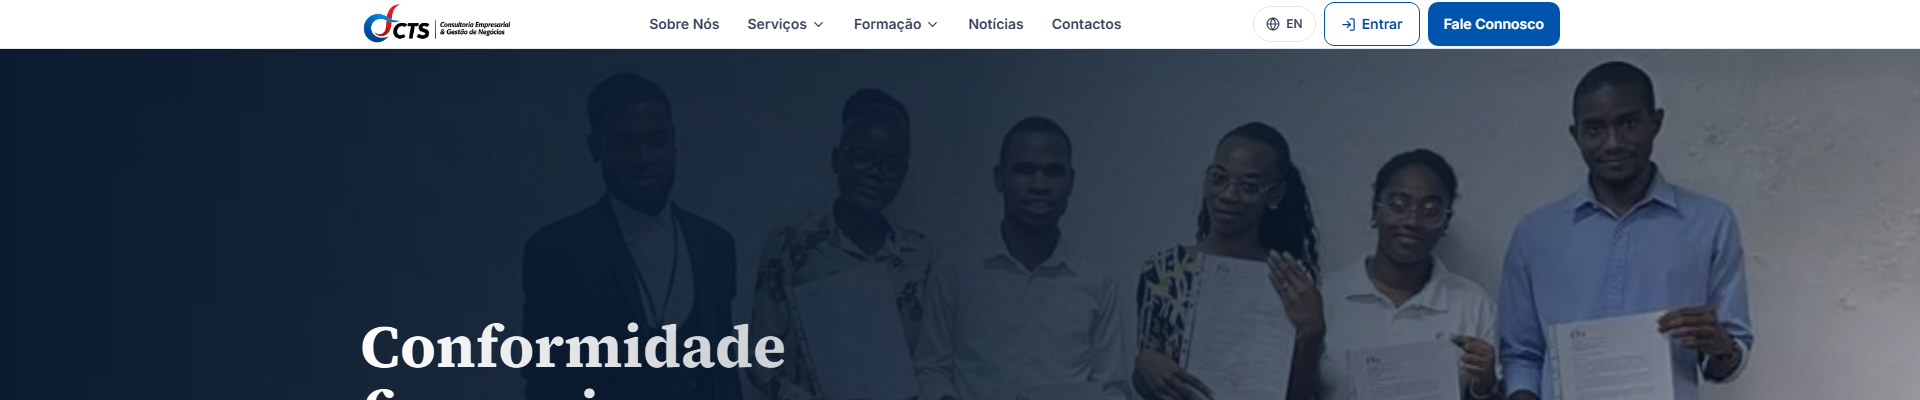 CTS
Consultoria Empresarial
& Gestão de Negócios
Sobre Nós
Serviços
Formação
Notícias
Contactos
EN
Entrar
Fale Connosco
Conformidade